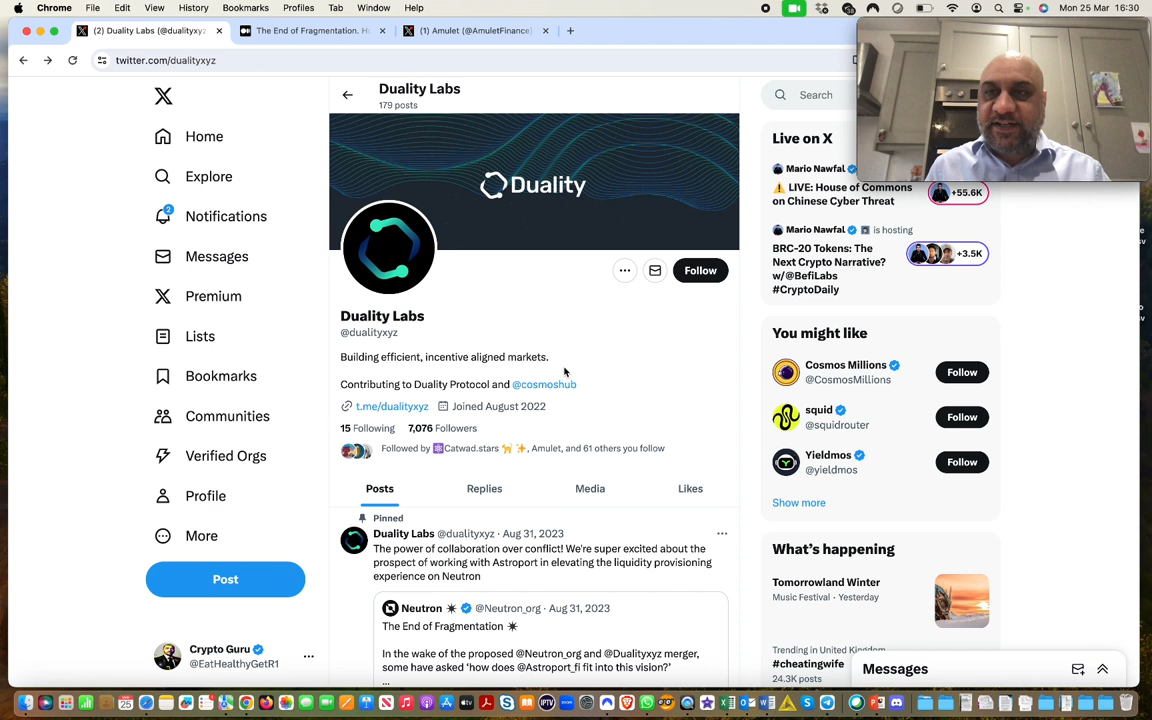 Chrome File Edit View History Bookmarks Profiles Tab Window Help Mon 25 Mar 16:30
(2) Duality Labs (@dualityxyz
The End of Fragmentation. H
(1) Amulet (@AmuletFinance)
twitter.com/dualityxyz
Home
Explore
2
Notifications
Messages
Premium
Lists
Bookmarks
Communities
Verified Orgs
Profile
More
Post
Crypto Guru
@EatHealthyGetR1
Duality Labs
179 posts
Duality
Follow
Duality Labs
@dualityxyz
Building efficient, incentive aligned markets.
Contributing to Duality Protocol and @cosmoshub
t.me/dualityxyz Joined August 2022
15 Following 7,076 Followers
Followed by Catwad.stars, Amulet, and 61 others you follow
Posts Replies Media Likes
Pinned
Duality Labs @dualityxyz · Aug 31, 2023
The power of collaboration over conflict! We're super excited about the
prospect of working with Astroport in elevating the liquidity provisioning
experience on Neutron
Neutron @Neutron_org · Aug 31, 2023
The End of Fragmentation
In the wake of the proposed @Neutron_org and @Dualityxyz merger,
some have asked 'how does @Astroport_fi fit into this vision?'
...
Search
Live on X
Mario Nawfal
LIVE: House of Commons
on Chinese Cyber Threat
+55.6K
Mario Nawfal is hosting
BRC-20 Tokens: The
Next Crypto Narrative?
w/@BefiLabs
#CryptoDaily
+3.5K
You might like
Cosmos Millions
@CosmosMillions
Follow
squid
@squidrouter
Follow
Yieldmos
@yieldmos
Follow
Show more
What's happening
Tomorrowland Winter
Music Festival · Yesterday
Trending in United Kingdom
#cheatingwife
24.3K posts
Messages